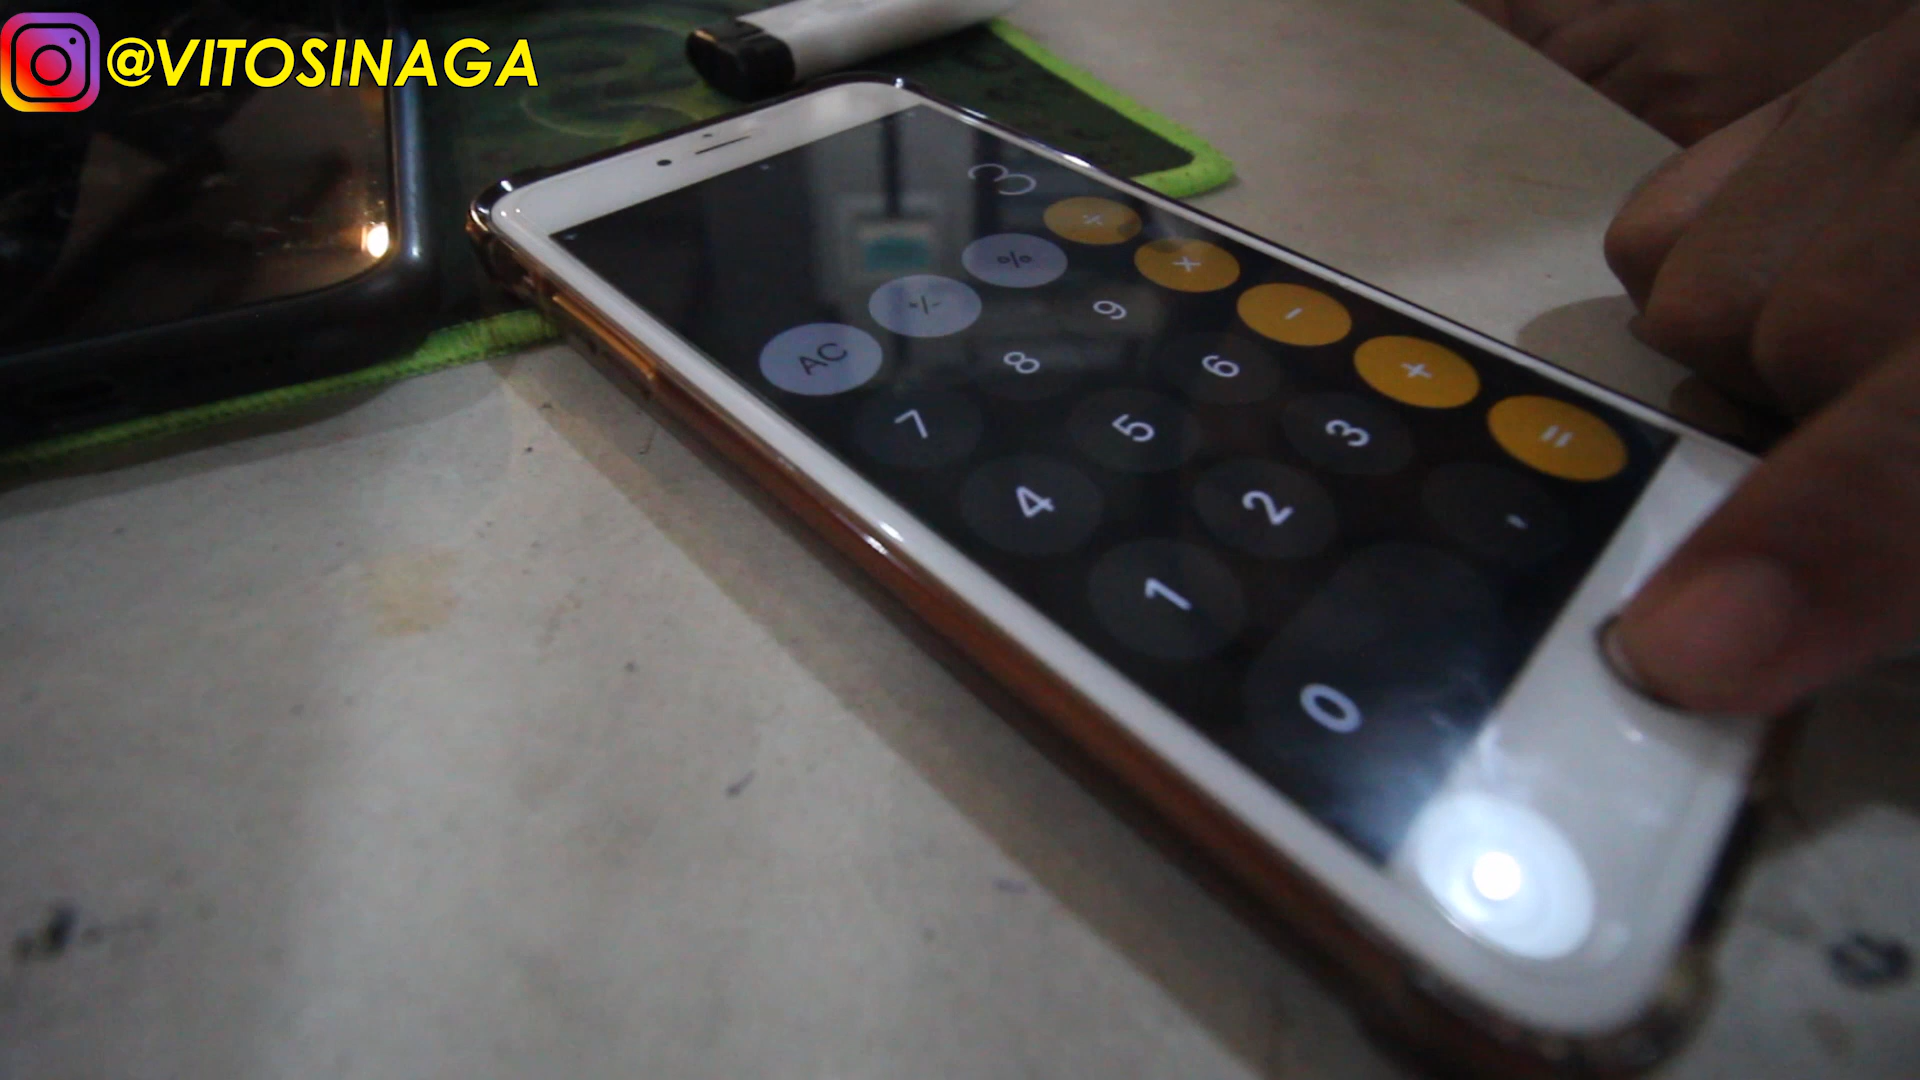 @VITOSINAGA
3
AC +/- % ÷
7 8 9 ×
4 5 6 −
1 2 3 +
0 . =